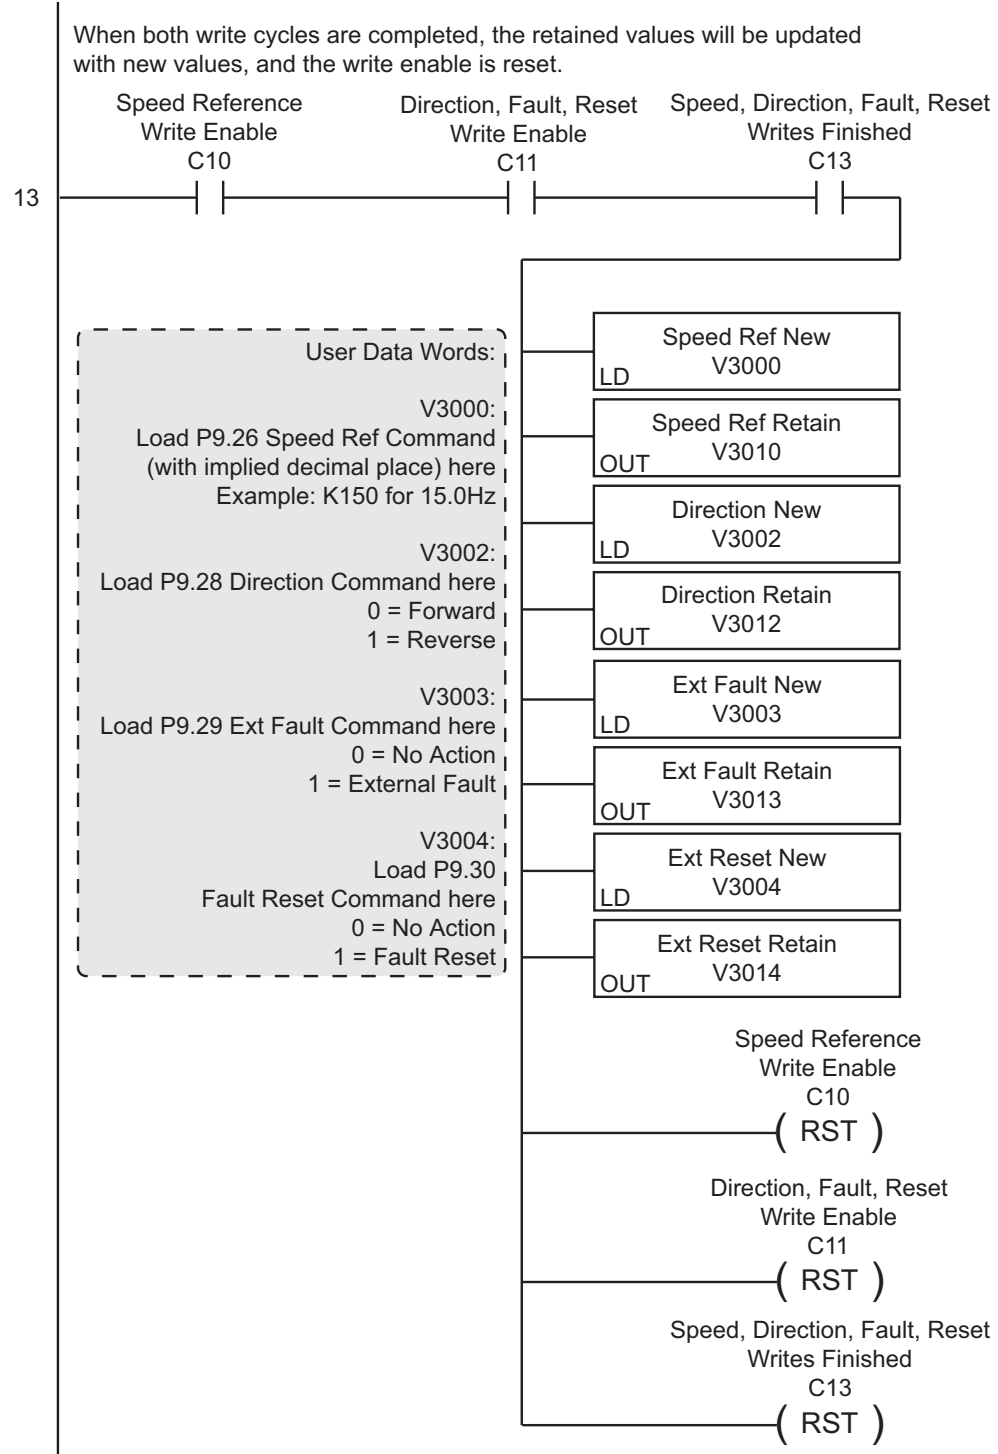 When both write cycles are completed, the retained values will be updated
with new values, and the write enable is reset.
Speed Reference
Write Enable
C10
Direction, Fault, Reset
Write Enable
C11
Speed, Direction, Fault, Reset
Writes Finished
C13
13
User Data Words:
V3000:
Load P9.26 Speed Ref Command
(with implied decimal place) here
Example: K150 for 15.0Hz
V3002:
Load P9.28 Direction Command here
0 = Forward
1 = Reverse
V3003:
Load P9.29 Ext Fault Command here
0 = No Action
1 = External Fault
V3004:
Load P9.30
Fault Reset Command here
0 = No Action
1 = Fault Reset
Speed Ref New
V3000
LD
Speed Ref Retain
V3010
OUT
Direction New
V3002
LD
Direction Retain
V3012
OUT
Ext Fault New
V3003
LD
Ext Fault Retain
V3013
OUT
Ext Reset New
V3004
LD
Ext Reset Retain
V3014
OUT
Speed Reference
Write Enable
C10
( RST )
Direction, Fault, Reset
Write Enable
C11
( RST )
Speed, Direction, Fault, Reset
Writes Finished
C13
( RST )